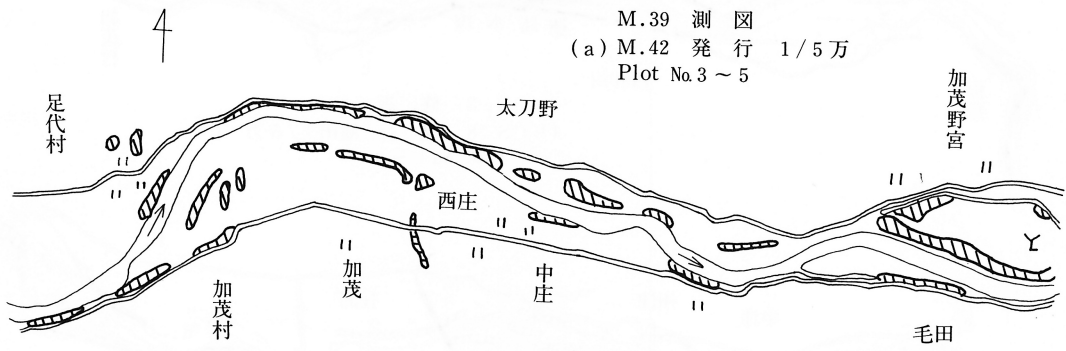 M.39 測 図
(a) M.42 発 行 1/5万
Plot No.3～5
足代村
太刀野
加茂野宮
西庄
加茂村
加茂
中庄
毛田